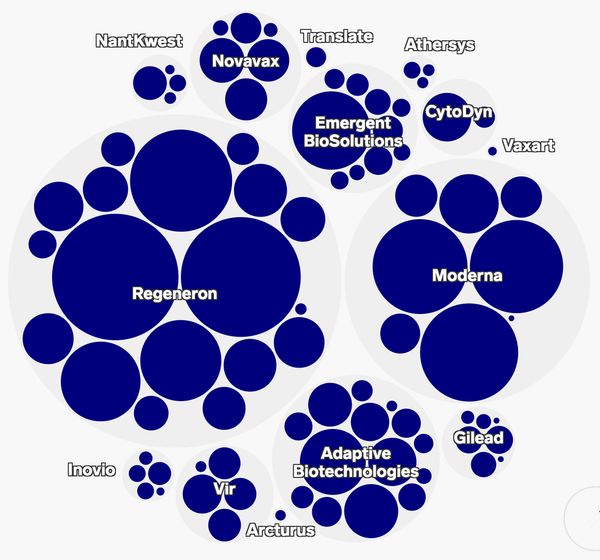 NantKwest
Novavax
Translate
Athersys
Emergent
BioSolutions
CytoDyn
Vaxart
Regeneron
Moderna
Adaptive
Biotechnologies
Gilead
Inovio
Vir
Arcturus